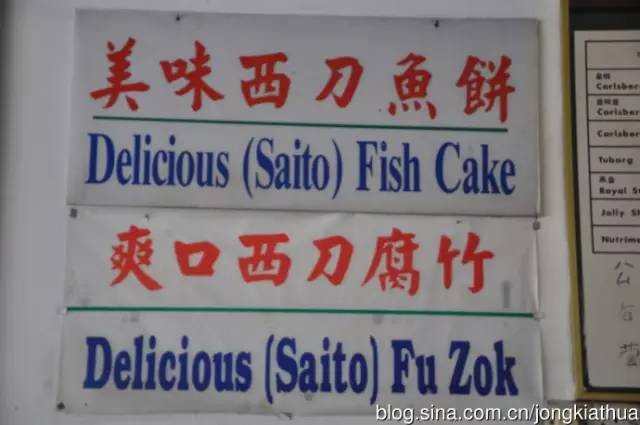 美味西刀魚餅
Delicious (Saito) Fish Cake
爽口西刀腐竹
Delicious (Saito) Fu Zok
Carlsber
Carlsber
Carlsber
Tuborg
Royal St
Jolly Sh
Nutrime
blog.sina.com.cn/jongkiathua